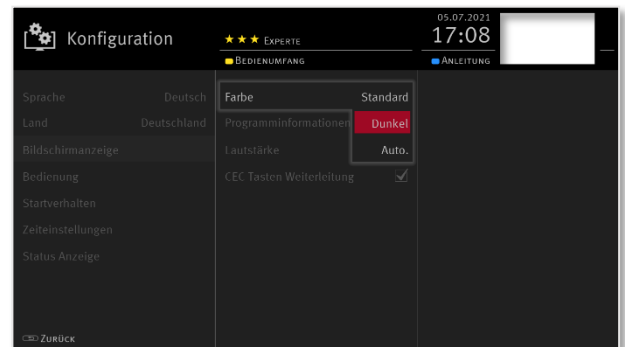 Konfiguration
★★★ EXPERTE
BEDIENUMFANG
05.07.2021
17:08
ANLEITUNG
Sprache Deutsch
Land Deutschland
Bildschirmanzeige
Bedienung
Startverhalten
Zeiteinstellungen
Status Anzeige
Farbe Standard
Programminformationen Dunkel
Lautstärke Auto.
CEC Tasten Weiterleitung
ZURÜCK